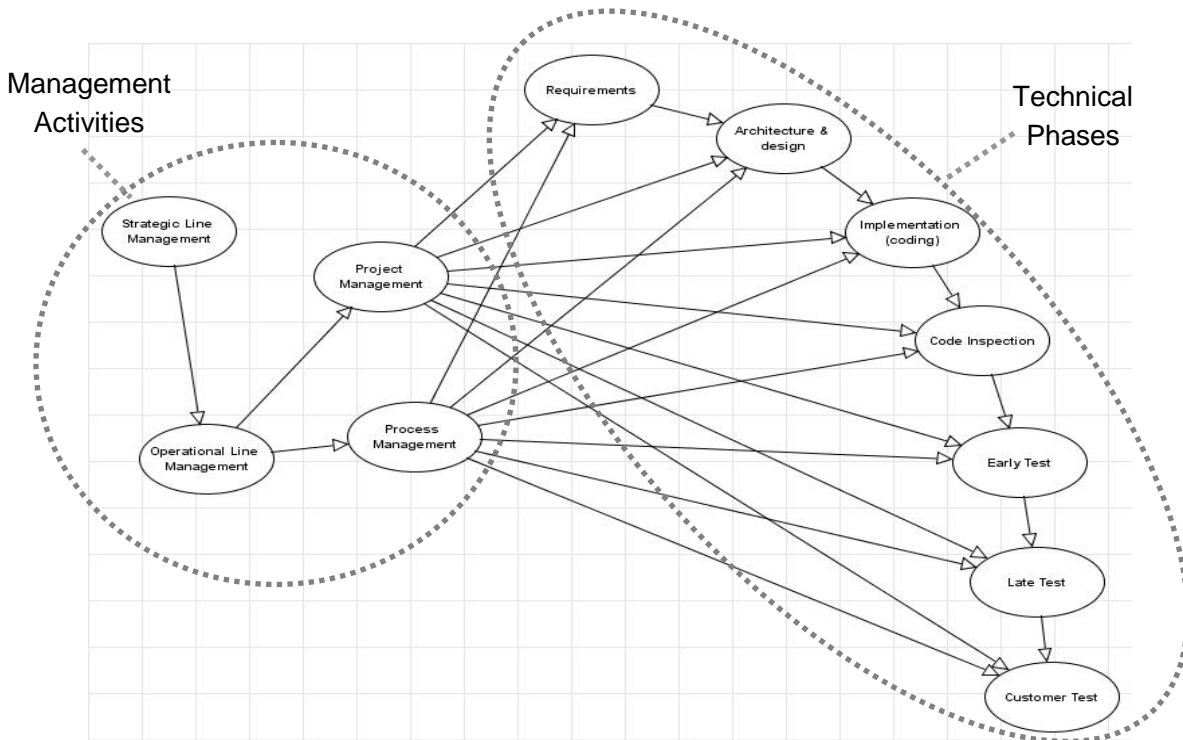 Management
Activities
Technical
Phases
Requirements
Architecture &
design
Strategic Line
Management
Implementation
(coding)
Project
Management
Code Inspection
Process
Management
Operational Line
Management
Early Test
Late Test
Customer Test